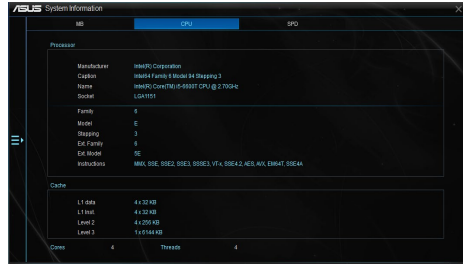 ASUS System Information
MB CPU SPD
Processor
Manufacturer Intel(R) Corporation
Caption Intel64 Family 6 Model 94 Stepping 3
Name Intel(R) Core(TM) i5-6600T CPU @ 2.70GHz
Socket LGA1151
Family 6
Model E
Stepping 3
Ext. Family 6
Ext. Model 5E
Instructions MMX, SSE, SSE2, SSE3, SSSE3, VT-x, SSE4.2, AES, AVX, EM64T, SSE4A
Cache
L1 data 4 x 32 KB
L1 Inst. 4 x 32 KB
Level 2 4 x 256 KB
Level 3 1 x 6144 KB
Cores 4 Threads 4